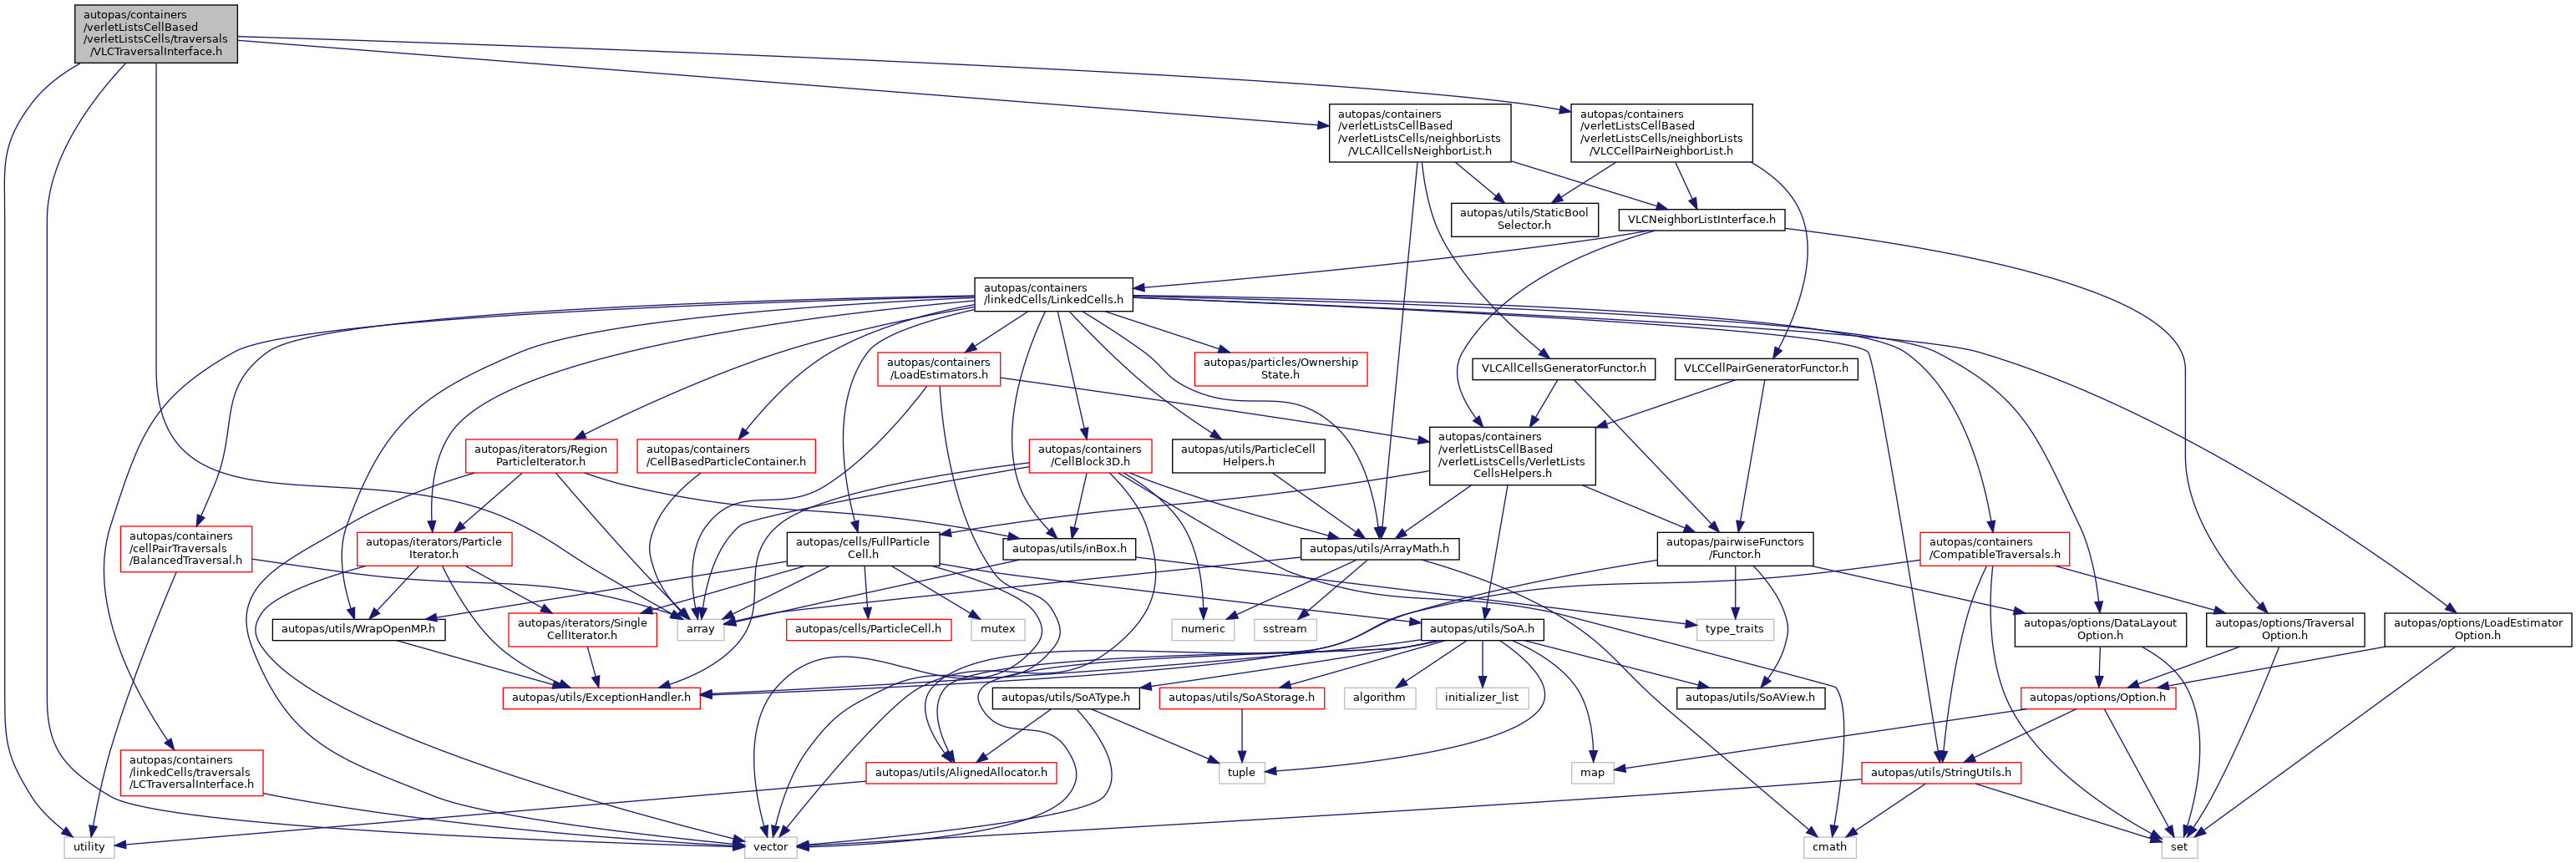 autopas/containers
/verletListsCellBased
/verletListsCells/traversals
/VLCTraversalInterface.h
autopas/containers
/verletListsCellBased
/verletListsCells/neighborLists
/VLCAllCellsNeighborList.h
autopas/containers
/verletListsCellBased
/verletListsCells/neighborLists
/VLCCellPairNeighborList.h
autopas/utils/StaticBool
Selector.h
VLCNeighborListInterface.h
autopas/containers
/linkedCells/LinkedCells.h
autopas/containers
/LoadEstimators.h
autopas/particles/Ownership
State.h
VLCAllCellsGeneratorFunctor.h
VLCCellPairGeneratorFunctor.h
autopas/iterators/Region
ParticleIterator.h
autopas/containers
/CellBasedParticleContainer.h
autopas/containers
/CellBlock3D.h
autopas/utils/ParticleCell
Helpers.h
autopas/containers
/verletListsCellBased
/verletListsCells/VerletLists
CellsHelpers.h
autopas/containers
/cellPairTraversals
/BalancedTraversal.h
autopas/iterators/Particle
Iterator.h
autopas/cells/FullParticle
Cell.h
autopas/utils/inBox.h
autopas/utils/ArrayMath.h
autopas/pairwiseFunctors
/Functor.h
autopas/containers
/CompatibleTraversals.h
autopas/utils/WrapOpenMP.h
autopas/iterators/Single
CellIterator.h
array
autopas/cells/ParticleCell.h
mutex
numeric
sstream
autopas/utils/SoA.h
type_traits
autopas/options/DataLayout
Option.h
autopas/options/Traversal
Option.h
autopas/options/LoadEstimator
Option.h
autopas/utils/ExceptionHandler.h
autopas/utils/SoAType.h
autopas/utils/SoAStorage.h
algorithm
initializer_list
autopas/utils/SoAView.h
autopas/options/Option.h
autopas/containers
/linkedCells/traversals
/LCTraversalInterface.h
autopas/utils/AlignedAllocator.h
tuple
map
autopas/utils/StringUtils.h
utility
vector
cmath
set